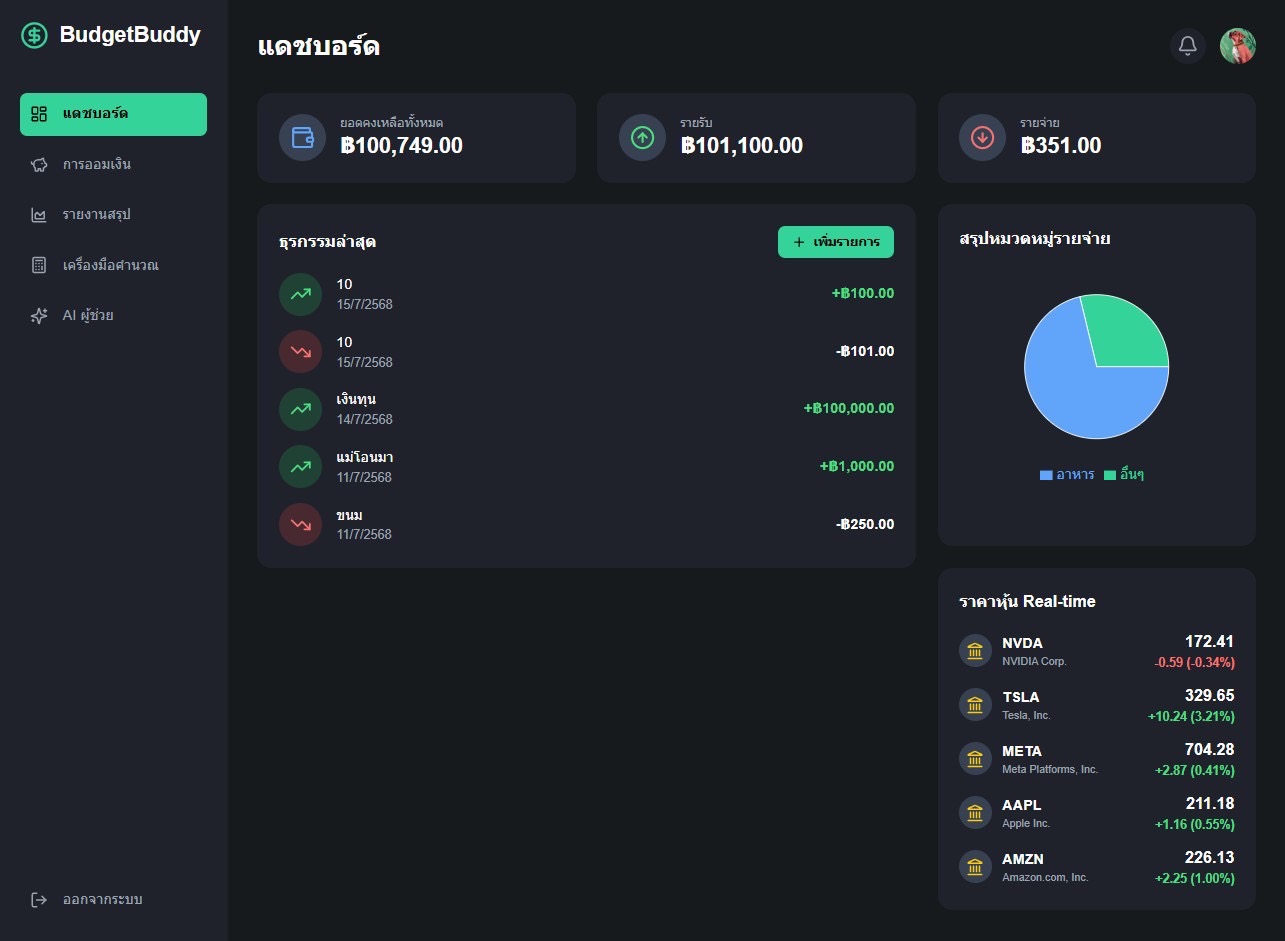 BudgetBuddy
แดชบอร์ด
การออมเงิน
รายงานสรุป
เครื่องมือคำนวณ
AI ผู้ช่วย
ออกจากระบบ
แดชบอร์ด
ยอดคงเหลือทั้งหมด
฿100,749.00
รายรับ
฿101,100.00
รายจ่าย
฿351.00
ธุรกรรมล่าสุด
+ เพิ่มรายการ
10
+฿100.00
15/7/2568
10
-฿101.00
15/7/2568
เงินทุน
+฿100,000.00
14/7/2568
แม่โอนมา
+฿1,000.00
11/7/2568
ขนม
-฿250.00
11/7/2568
สรุปหมวดหมู่รายจ่าย
อาหาร อื่นๆ
ราคาหุ้น Real-time
NVDA 172.41
NVIDIA Corp. -0.59 (-0.34%)
TSLA 329.65
Tesla, Inc. +10.24 (3.21%)
META 704.28
Meta Platforms, Inc. +2.87 (0.41%)
AAPL 211.18
Apple Inc. +1.16 (0.55%)
AMZN 226.13
Amazon.com, Inc. +2.25 (1.00%)